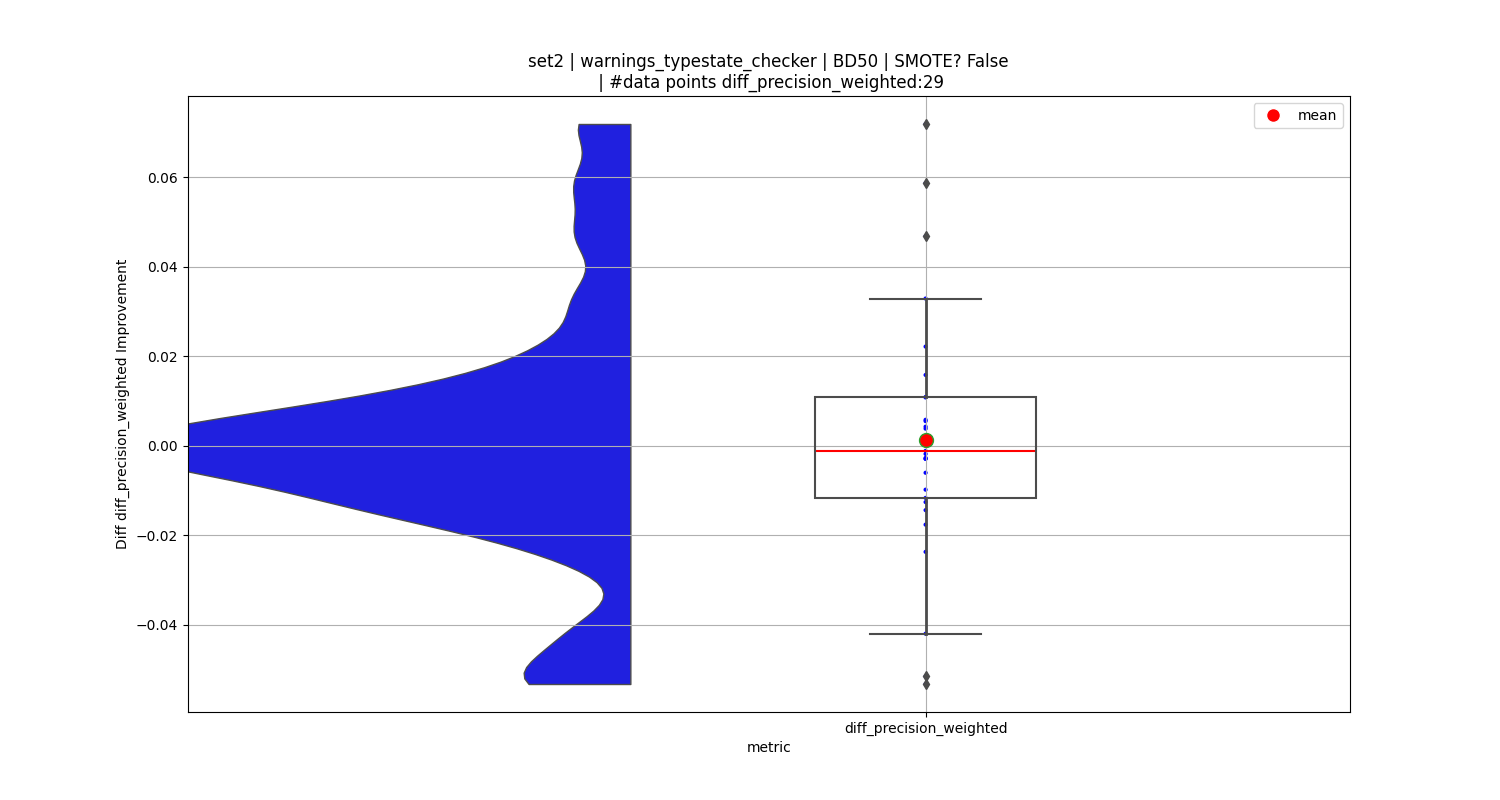 set2 | warnings_typestate_checker | BD50 | SMOTE? False
| #data points diff_precision_weighted:29
mean
0.06
0.04
0.02
0.00
−0.02
−0.04
Diff diff_precision_weighted Improvement
diff_precision_weighted
metric